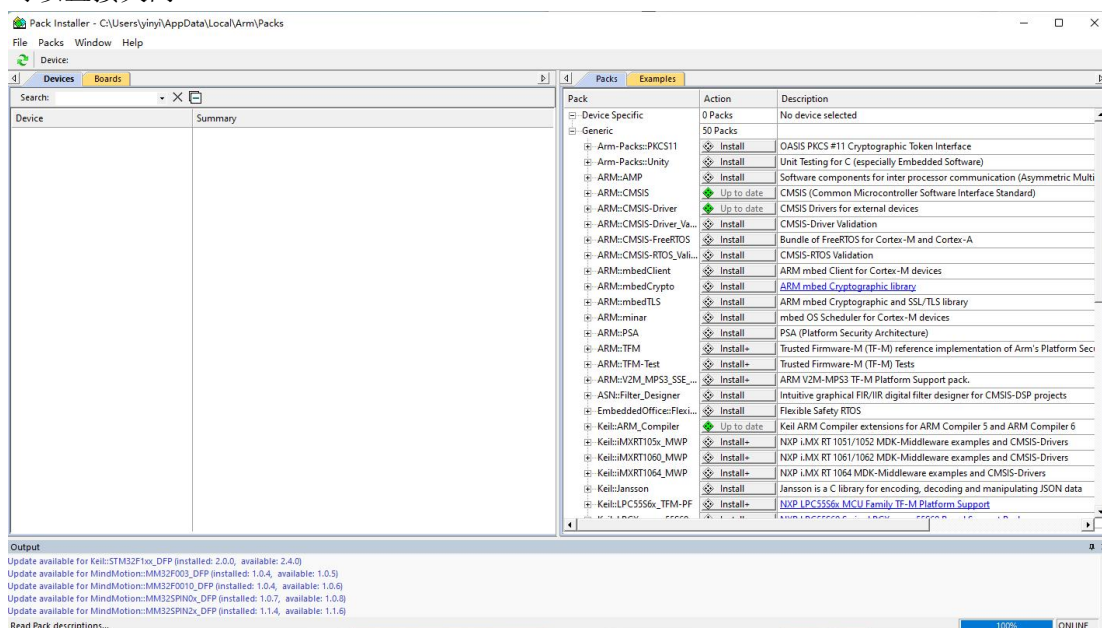 Pack Installer - C:\Users\yinyi\AppData\Local\Arm\Packs
File Packs Window Help
Device:
Devices Boards
Search:
Device Summary
Packs Examples
Pack Action Description
Device Specific 0 Packs No device selected
Generic 50 Packs
Arm-Packs::PKCS11 Install OASIS PKCS #11 Cryptographic Token Interface
Arm-Packs::Unity Install Unit Testing for C (especially Embedded Software)
ARM::AMP Install Software components for inter processor communication (Asymmetric Multi
ARM::CMSIS Up to date CMSIS (Common Microcontroller Software Interface Standard)
ARM::CMSIS-Driver Up to date CMSIS Drivers for external devices
ARM::CMSIS-Driver_Va... Install CMSIS-Driver Validation
ARM::CMSIS-FreeRTOS Install Bundle of FreeRTOS for Cortex-M and Cortex-A
ARM::CMSIS-RTOS_Vali... Install CMSIS-RTOS Validation
ARM::mbedClient Install ARM mbed Client for Cortex-M devices
ARM::mbedCrypto Install ARM mbed Cryptographic library
ARM::mbedTLS Install ARM mbed Cryptographic and SSL/TLS library
ARM::minar Install mbed OS Scheduler for Cortex-M devices
ARM::PSA Install PSA (Platform Security Architecture)
ARM::TFM Install+ Trusted Firmware-M (TF-M) reference implementation of Arm's Platform Secu
ARM::TFM-Test Install+ Trusted Firmware-M (TF-M) Tests
ARM::V2M_MPS3_SSE_... Install+ ARM V2M-MPS3 TF-M Platform Support pack.
ASN::Filter_Designer Install Intuitive graphical FIR/IIR digital filter designer for CMSIS-DSP projects
EmbeddedOffice::Flexi... Install Flexible Safety RTOS
Keil::ARM_Compiler Up to date Keil ARM Compiler extensions for ARM Compiler 5 and ARM Compiler 6
Keil::iMXRT105x_MWP Install+ NXP i.MX RT 1051/1052 MDK-Middleware examples and CMSIS-Drivers
Keil::iMXRT1060_MWP Install+ NXP i.MX RT 1061/1062 MDK-Middleware examples and CMSIS-Drivers
Keil::iMXRT1064_MWP Install+ NXP i.MX RT 1064 MDK-Middleware examples and CMSIS-Drivers
Keil::Jansson Install Jansson is a C library for encoding, decoding and manipulating JSON data
Keil::LPC55S6x_TFM-PF Install+ NXP LPC55S6x MCU Family TF-M Platform Support
Output
Update available for Keil::STM32F1xx_DFP (installed: 2.0.0, available: 2.4.0)
Update available for MindMotion::MM32F003_DFP (installed: 1.0.4, available: 1.0.5)
Update available for MindMotion::MM32F0010_DFP (installed: 1.0.4, available: 1.0.6)
Update available for MindMotion::MM32SPIN0x_DFP (installed: 1.0.7, available: 1.0.8)
Update available for MindMotion::MM32SPIN2x_DFP (installed: 1.1.4, available: 1.1.6)
Read Pack descriptions... 100% ONLINE